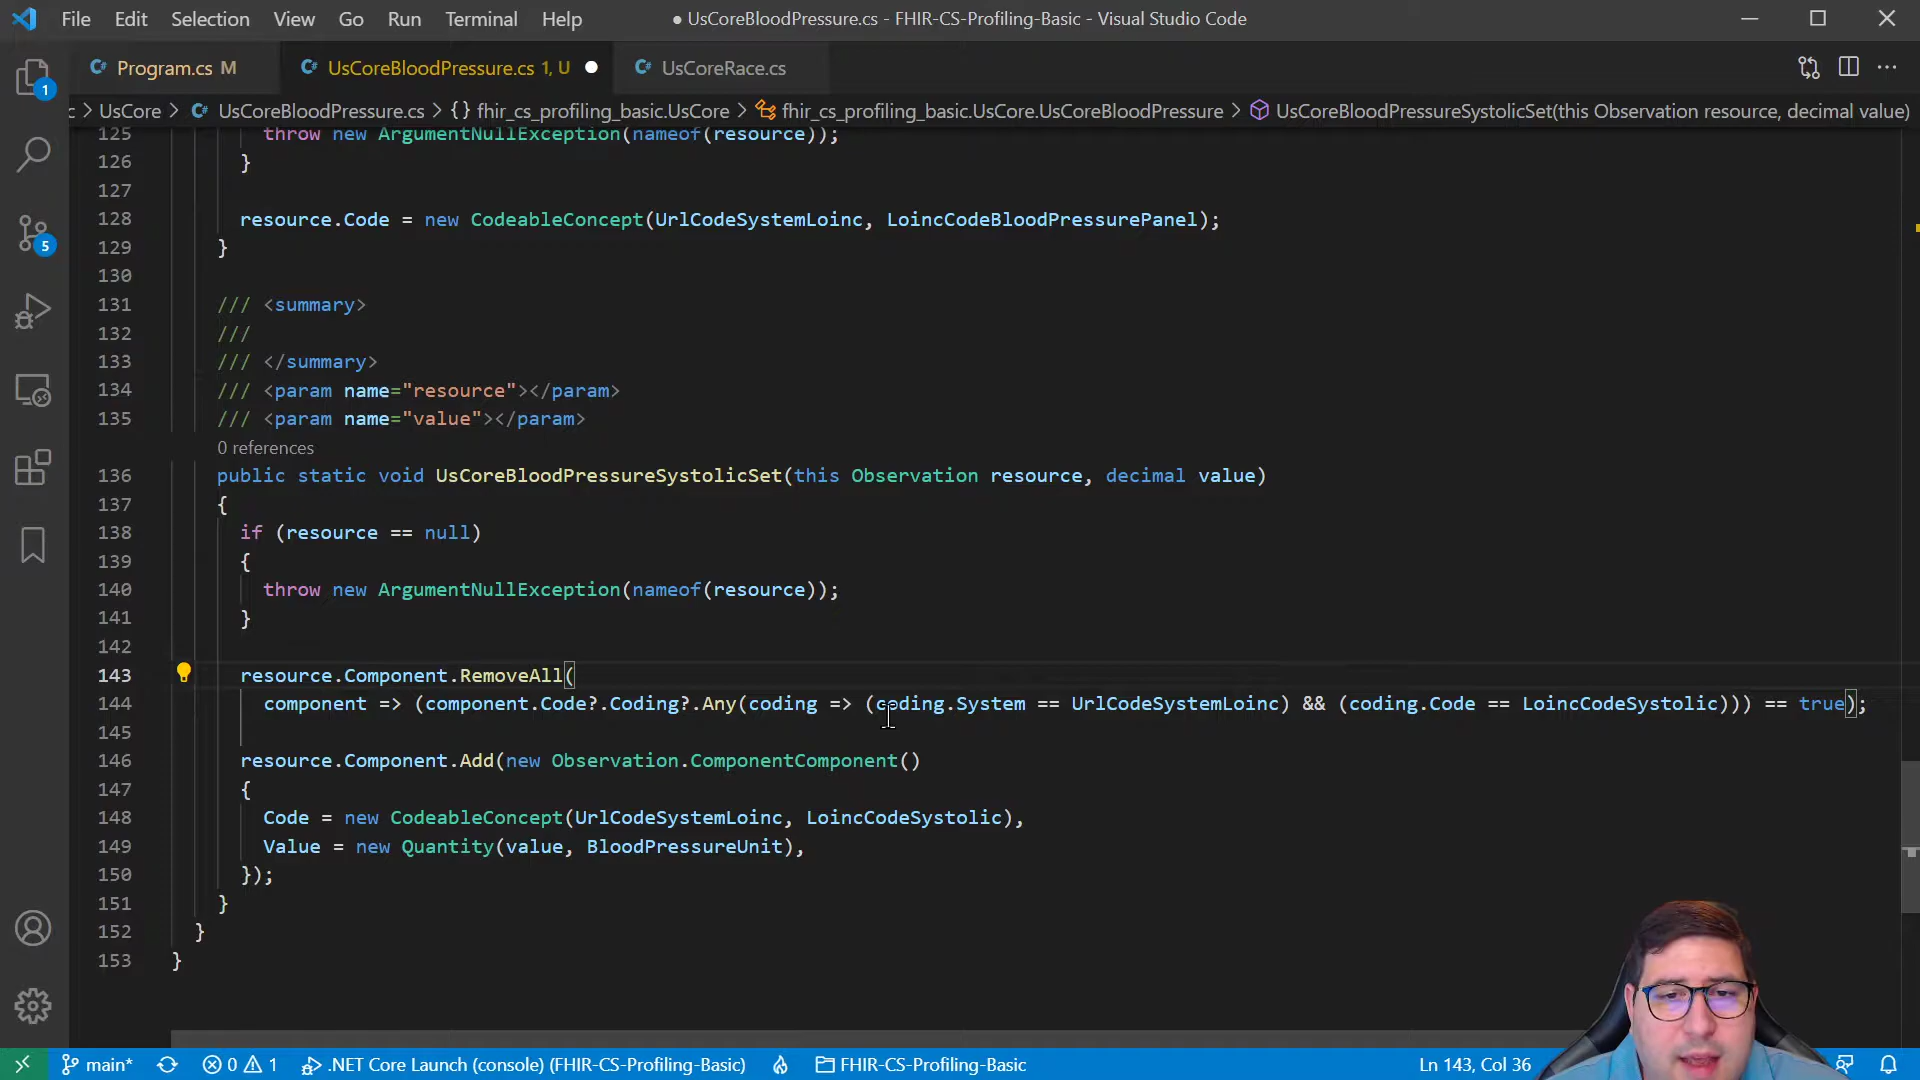 File Edit Selection View Go Run Terminal Help ● UsCoreBloodPressure.cs - FHIR-CS-Profiling-Basic - Visual Studio Code
Program.cs M UsCoreBloodPressure.cs 1, U UsCoreRace.cs
c > UsCore > UsCoreBloodPressure.cs > {} fhir_cs_profiling_basic.UsCore > fhir_cs_profiling_basic.UsCore.UsCoreBloodPressure > UsCoreBloodPressureSystolicSet(this Observation resource, decimal value)
125 throw new ArgumentNullException(nameof(resource));
126 }
127
128 resource.Code = new CodeableConcept(UrlCodeSystemLoinc, LoincCodeBloodPressurePanel);
129 }
130
131 /// <summary>
132 ///
133 /// </summary>
134 /// <param name="resource"></param>
135 /// <param name="value"></param>
0 references
136 public static void UsCoreBloodPressureSystolicSet(this Observation resource, decimal value)
137 {
138 if (resource == null)
139 {
140 throw new ArgumentNullException(nameof(resource));
141 }
142
143 resource.Component.RemoveAll(
144 component => (component.Code?.Coding?.Any(coding => (coding.System == UrlCodeSystemLoinc) && (coding.Code == LoincCodeSystolic))) == true);
145
146 resource.Component.Add(new Observation.ComponentComponent()
147 {
148 Code = new CodeableConcept(UrlCodeSystemLoinc, LoincCodeSystolic),
149 Value = new Quantity(value, BloodPressureUnit),
150 });
151 }
152 }
153 }
1
5
main* 0 1 .NET Core Launch (console) (FHIR-CS-Profiling-Basic) FHIR-CS-Profiling-Basic Ln 143, Col 36